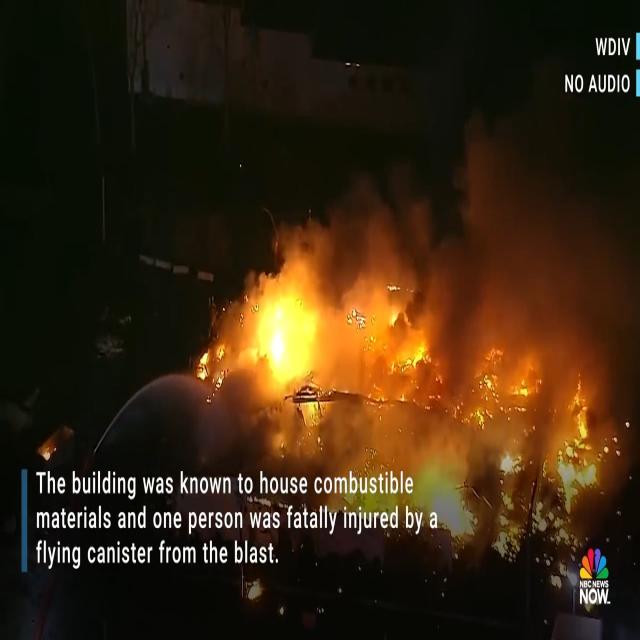 WDIV
NO AUDIO
The building was known to house combustible
materials and one person was fatally injured by a
flying canister from the blast.
NBC NEWS
NOW